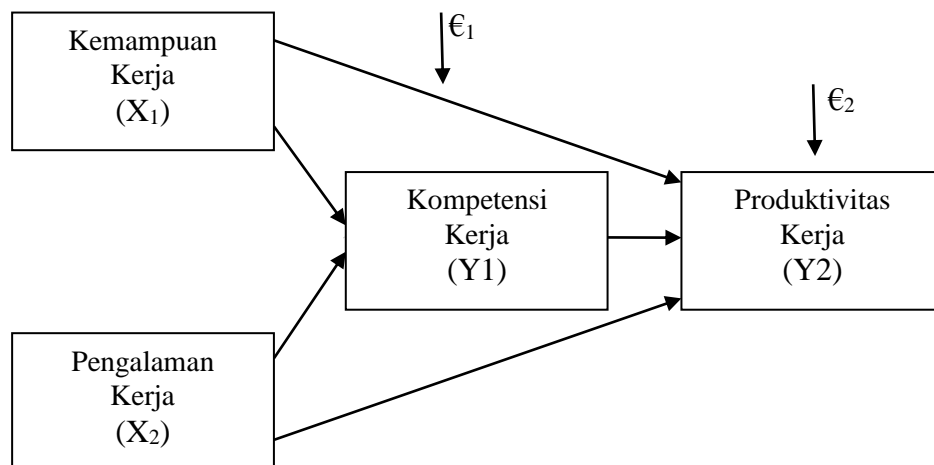 Kemampuan
Kerja
(X₁)
€₁
€₂
Kompetensi
Kerja
(Y1)
Produktivitas
Kerja
(Y2)
Pengalaman
Kerja
(X₂)